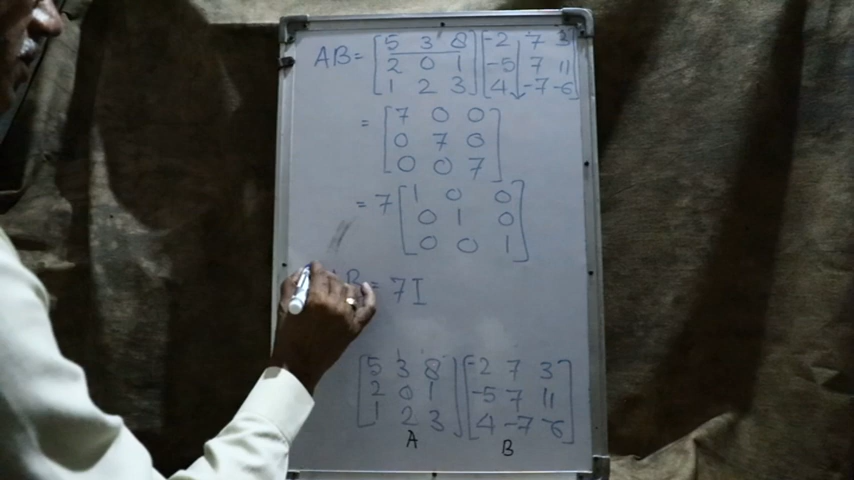 AB = [5 3 8] [-2 7 3]
[2 0 1] [-5 7 11]
[1 2 3] [4 -7 -6]
= [7 0 0]
[0 7 0]
[0 0 7]
= 7 [1 0 0]
[0 1 0]
[0 0 1]
B = 7I
[5 3 8] [-2 7 3]
[2 0 1] [-5 7 11]
[1 2 3] [4 -7 -6]
A B